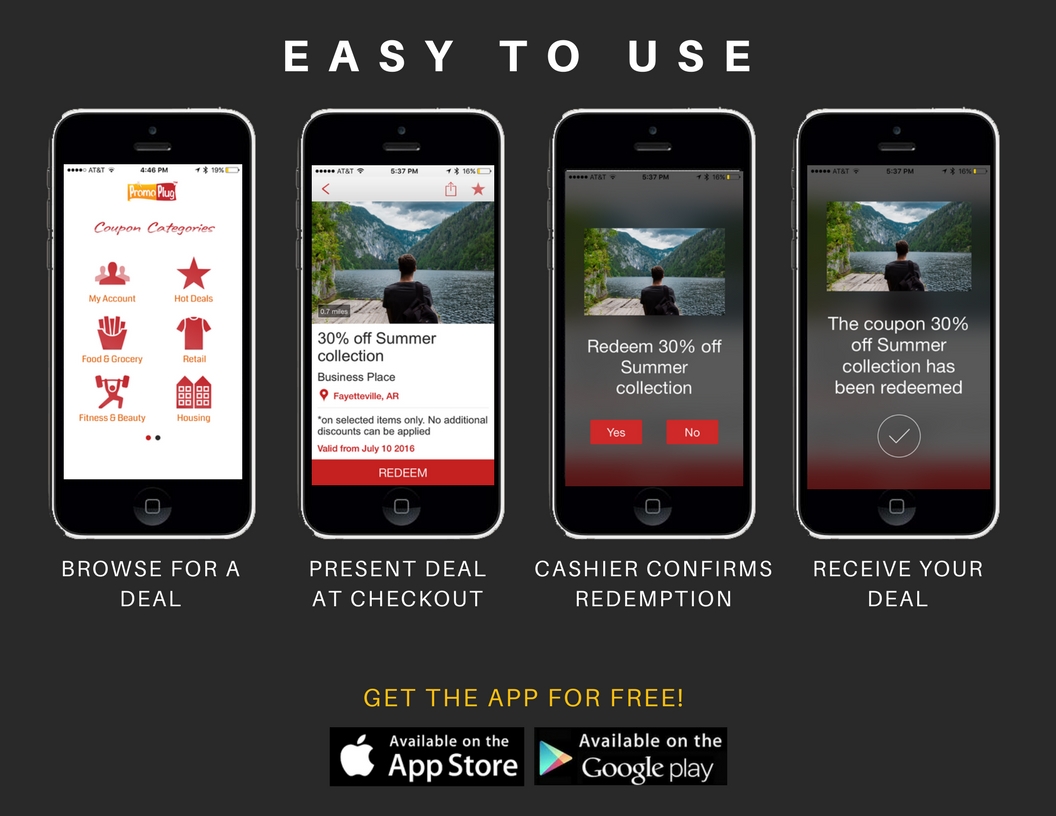 EASY TO USE
AT&T 4:46 PM 19%
Promo Plug
Coupon Categories
My Account Hot Deals
Food & Grocery Retail
Fitness & Beauty Housing
BROWSE FOR A
DEAL
AT&T 5:37 PM 16%
0.7 miles
30% off Summer
collection
Business Place
Fayetteville, AR
*on selected items only. No additional
discounts can be applied
Valid from July 10 2016
REDEEM
PRESENT DEAL
AT CHECKOUT
AT&T 5:37 PM 16%
Redeem 30% off
Summer
collection
Yes No
CASHIER CONFIRMS
REDEMPTION
AT&T 5:37 PM 16%
The coupon 30%
off Summer
collection has
been redeemed
RECEIVE YOUR
DEAL
GET THE APP FOR FREE!
Available on the
App Store
Available on the
Google play